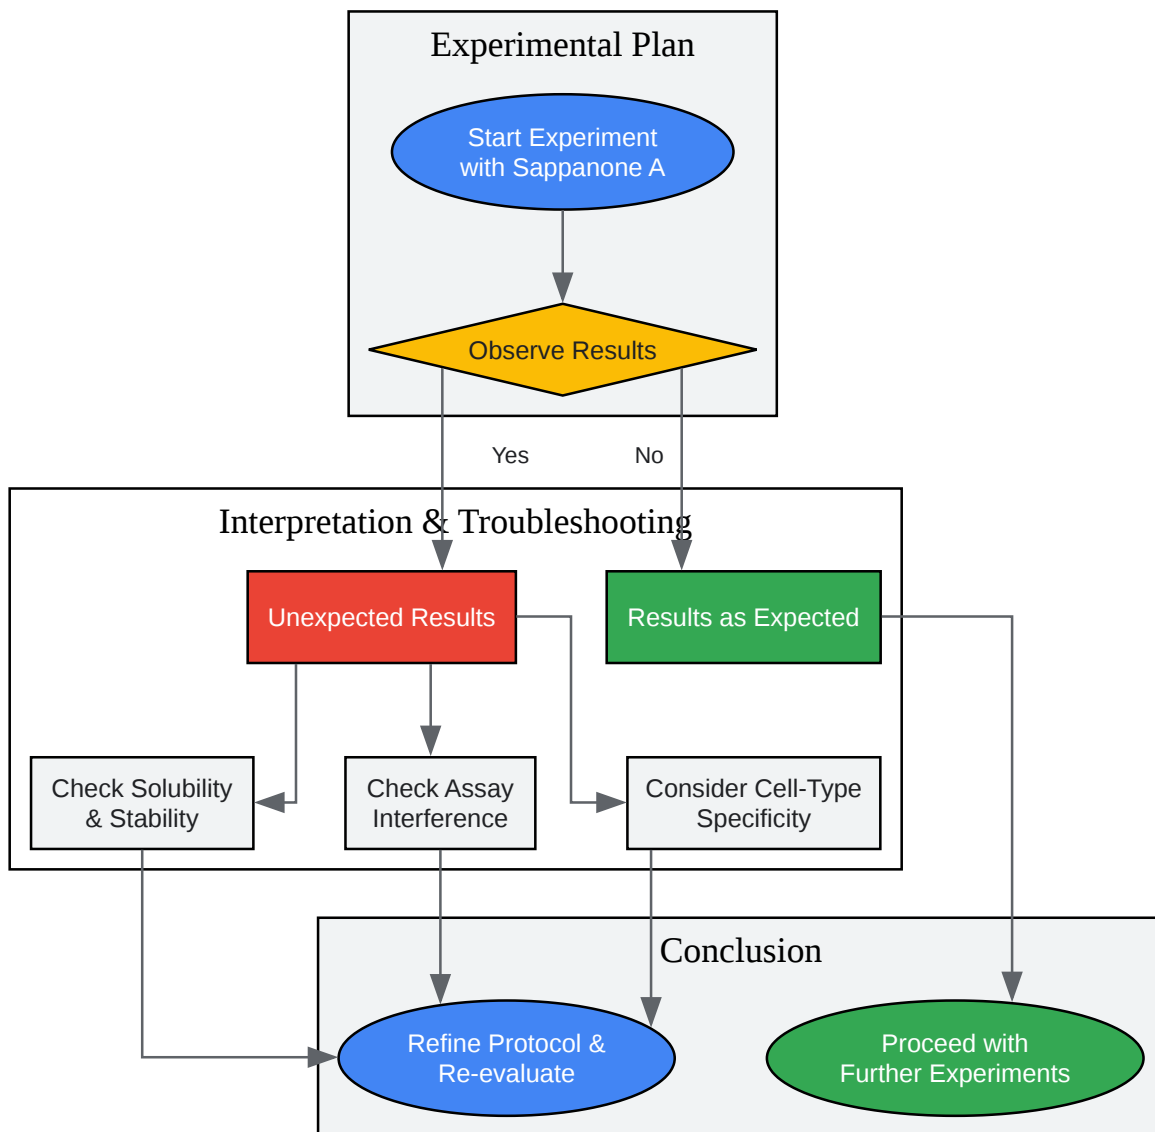 Experimental Plan
Start Experiment
with Sappanone A
Observe Results
Yes
No
Interpretation & Troubleshooting
Unexpected Results
Results as Expected
Check Solubility
& Stability
Check Assay
Interference
Consider Cell-Type
Specificity
Conclusion
Refine Protocol &
Re-evaluate
Proceed with
Further Experiments